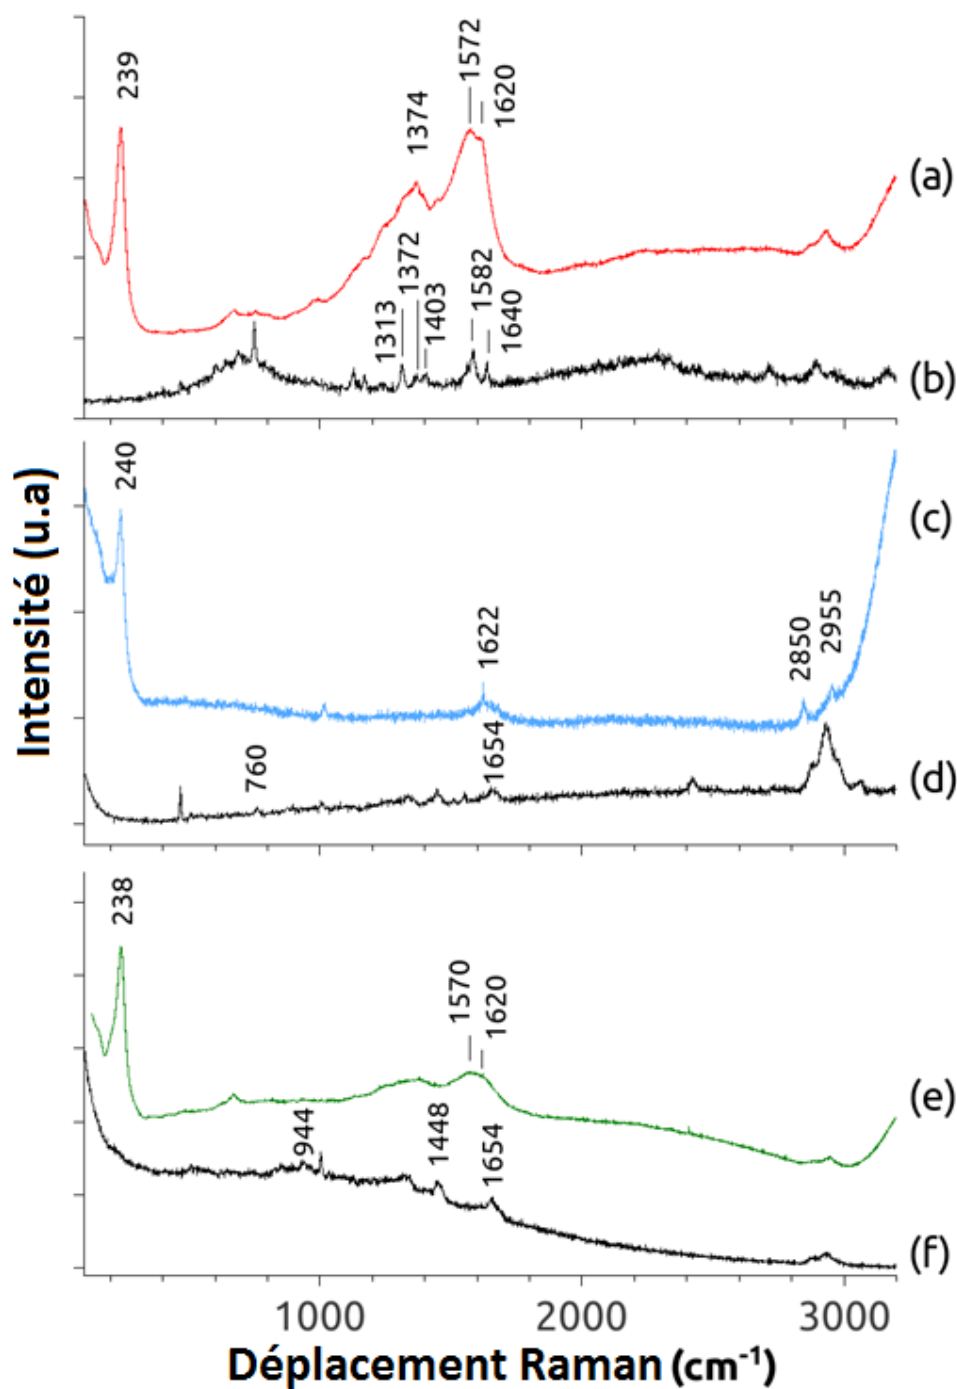 239
1374
1572
1620
(a)
1313
1372
1403
1582
1640
(b)
240
1622
2850
2955
(c)
760
1654
(d)
238
1570
1620
(e)
944
1448
1654
(f)
Intensité (u.a)
1000 2000 3000
Déplacement Raman (cm⁻¹)